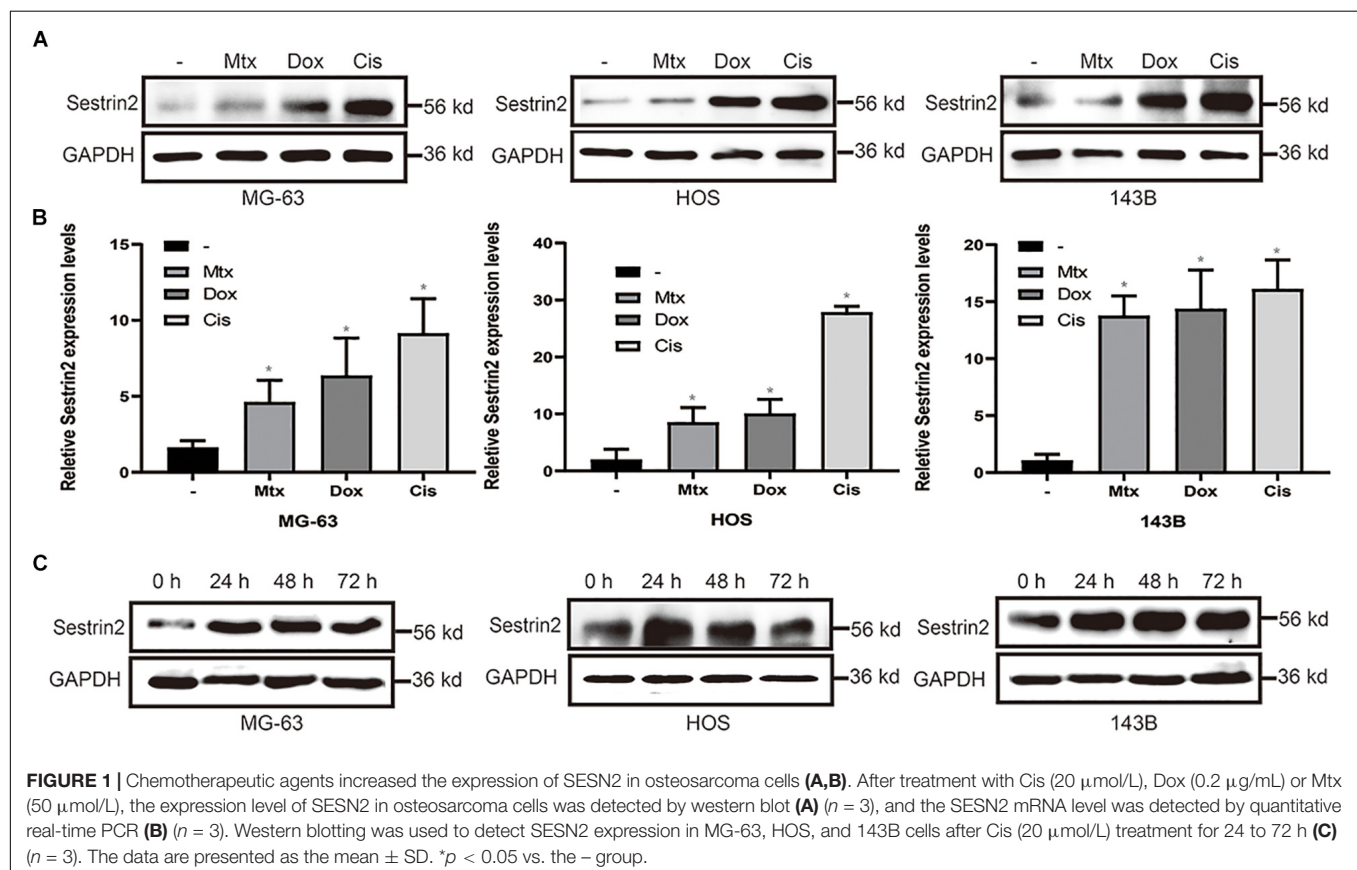 A
- Mtx Dox Cis
Sestrin2 56 kd
GAPDH 36 kd
MG-63
- Mtx Dox Cis
Sestrin2 56 kd
GAPDH 36 kd
HOS
- Mtx Dox Cis
Sestrin2 56 kd
GAPDH 36 kd
143B
B
Reletive Sestrin2 expression levels
15
10
5
0
-
Mtx
Dox
Cis
*
*
*
- Mtx Dox Cis
MG-63
Reletive Sestrin2 expression levels
40
30
20
10
0
-
Mtx
Dox
Cis
*
*
*
- Mtx Dox Cis
HOS
Reletive Sestrin2 expression levels
20
15
10
5
0
-
Mtx
Dox
Cis
*
*
*
- Mtx Dox Cis
143B
C
0 h 24 h 48 h 72 h
Sestrin2 56 kd
GAPDH 36 kd
MG-63
0 h 24 h 48 h 72 h
Sestrin2 56 kd
GAPDH 36 kd
HOS
0 h 24 h 48 h 72 h
Sestrin2 56 kd
GAPDH 36 kd
143B
FIGURE 1 | Chemotherapeutic agents increased the expression of SESN2 in osteosarcoma cells (A,B). After treatment with Cis (20 μmol/L), Dox (0.2 μg/mL) or Mtx
(50 μmol/L), the expression level of SESN2 in osteosarcoma cells was detected by western blot (A) (n = 3), and the SESN2 mRNA level was detected by quantitative
real-time PCR (B) (n = 3). Western blotting was used to detect SESN2 expression in MG-63, HOS, and 143B cells after Cis (20 μmol/L) treatment for 24 to 72 h (C)
(n = 3). The data are presented as the mean ± SD. *p < 0.05 vs. the – group.